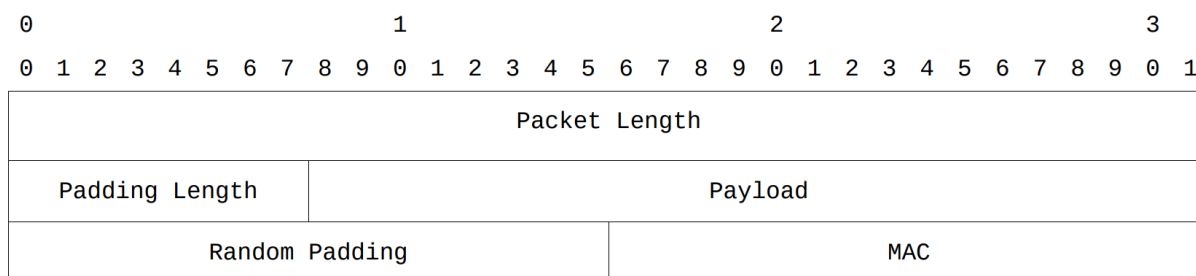 0 1 2 3
0 1 2 3 4 5 6 7 8 9 0 1 2 3 4 5 6 7 8 9 0 1 2 3 4 5 6 7 8 9 0 1
Packet Length
Padding Length Payload
Random Padding MAC